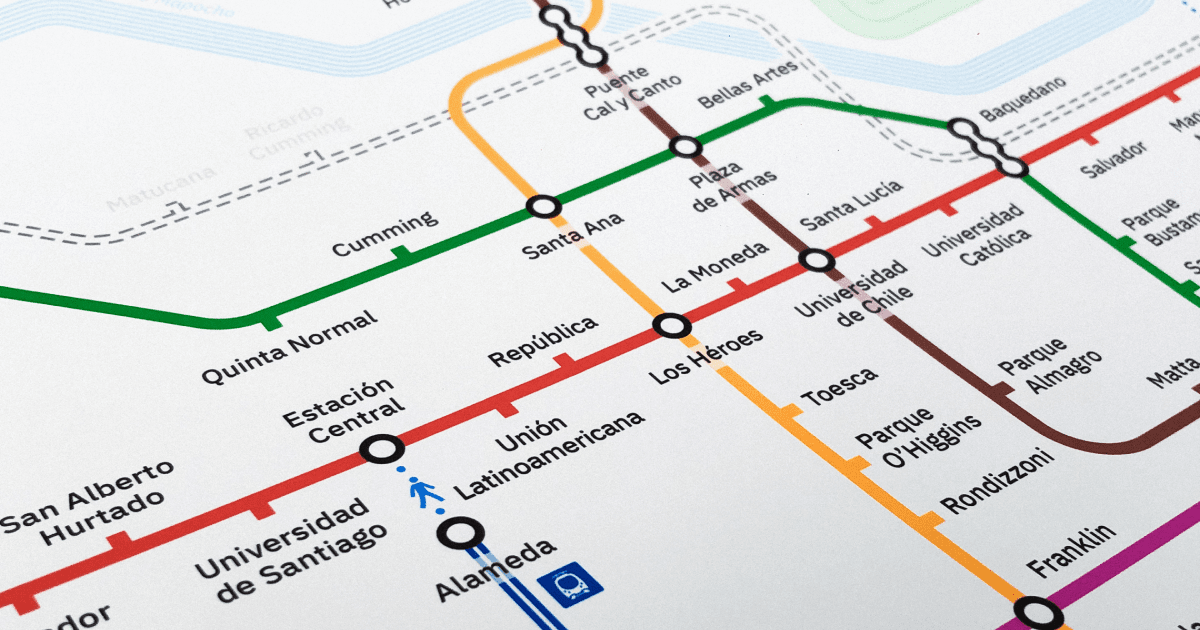 Mapocho
Puente
Cal y Canto
Bellas Artes
Baquedano
Ricardo
Cumming
Matucana
Plaza
de Armas
Salvador
Cumming
Santa Ana
Santa Lucía
Universidad
Católica
Parque
La Moneda
Universidad
de Chile
Quinta Normal
República
Los Héroes
Parque
Almagro
Matta
Toesca
Estación
Central
Unión
Latinoamericana
Parque
O'Higgins
Rondizzoni
San Alberto
Hurtado
Universidad
de Santiago
Alameda
Franklin